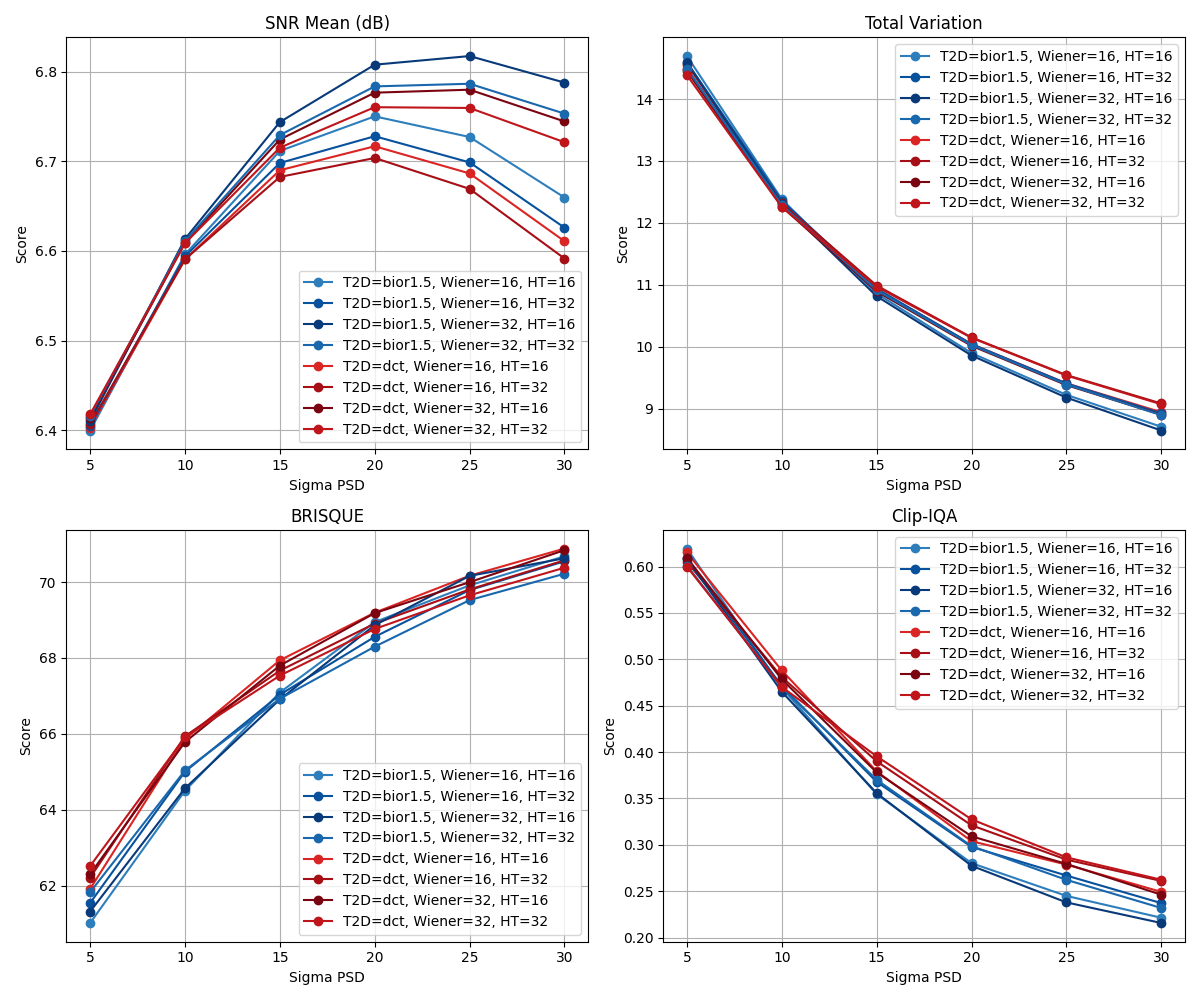 SNR Mean (dB)
Score
6.8
6.7
6.6
6.5
6.4
T2D=bior1.5, Wiener=16, HT=16
T2D=bior1.5, Wiener=16, HT=32
T2D=bior1.5, Wiener=32, HT=16
T2D=bior1.5, Wiener=32, HT=32
T2D=dct, Wiener=16, HT=16
T2D=dct, Wiener=16, HT=32
T2D=dct, Wiener=32, HT=16
T2D=dct, Wiener=32, HT=32
5 10 15 20 25 30
Sigma PSD
Total Variation
Score
14
13
12
11
10
9
T2D=bior1.5, Wiener=16, HT=16
T2D=bior1.5, Wiener=16, HT=32
T2D=bior1.5, Wiener=32, HT=16
T2D=bior1.5, Wiener=32, HT=32
T2D=dct, Wiener=16, HT=16
T2D=dct, Wiener=16, HT=32
T2D=dct, Wiener=32, HT=16
T2D=dct, Wiener=32, HT=32
5 10 15 20 25 30
Sigma PSD
BRISQUE
Score
70
68
66
64
62
T2D=bior1.5, Wiener=16, HT=16
T2D=bior1.5, Wiener=16, HT=32
T2D=bior1.5, Wiener=32, HT=16
T2D=bior1.5, Wiener=32, HT=32
T2D=dct, Wiener=16, HT=16
T2D=dct, Wiener=16, HT=32
T2D=dct, Wiener=32, HT=16
T2D=dct, Wiener=32, HT=32
5 10 15 20 25 30
Sigma PSD
Clip-IQA
Score
0.60
0.55
0.50
0.45
0.40
0.35
0.30
0.25
0.20
T2D=bior1.5, Wiener=16, HT=16
T2D=bior1.5, Wiener=16, HT=32
T2D=bior1.5, Wiener=32, HT=16
T2D=bior1.5, Wiener=32, HT=32
T2D=dct, Wiener=16, HT=16
T2D=dct, Wiener=16, HT=32
T2D=dct, Wiener=32, HT=16
T2D=dct, Wiener=32, HT=32
5 10 15 20 25 30
Sigma PSD